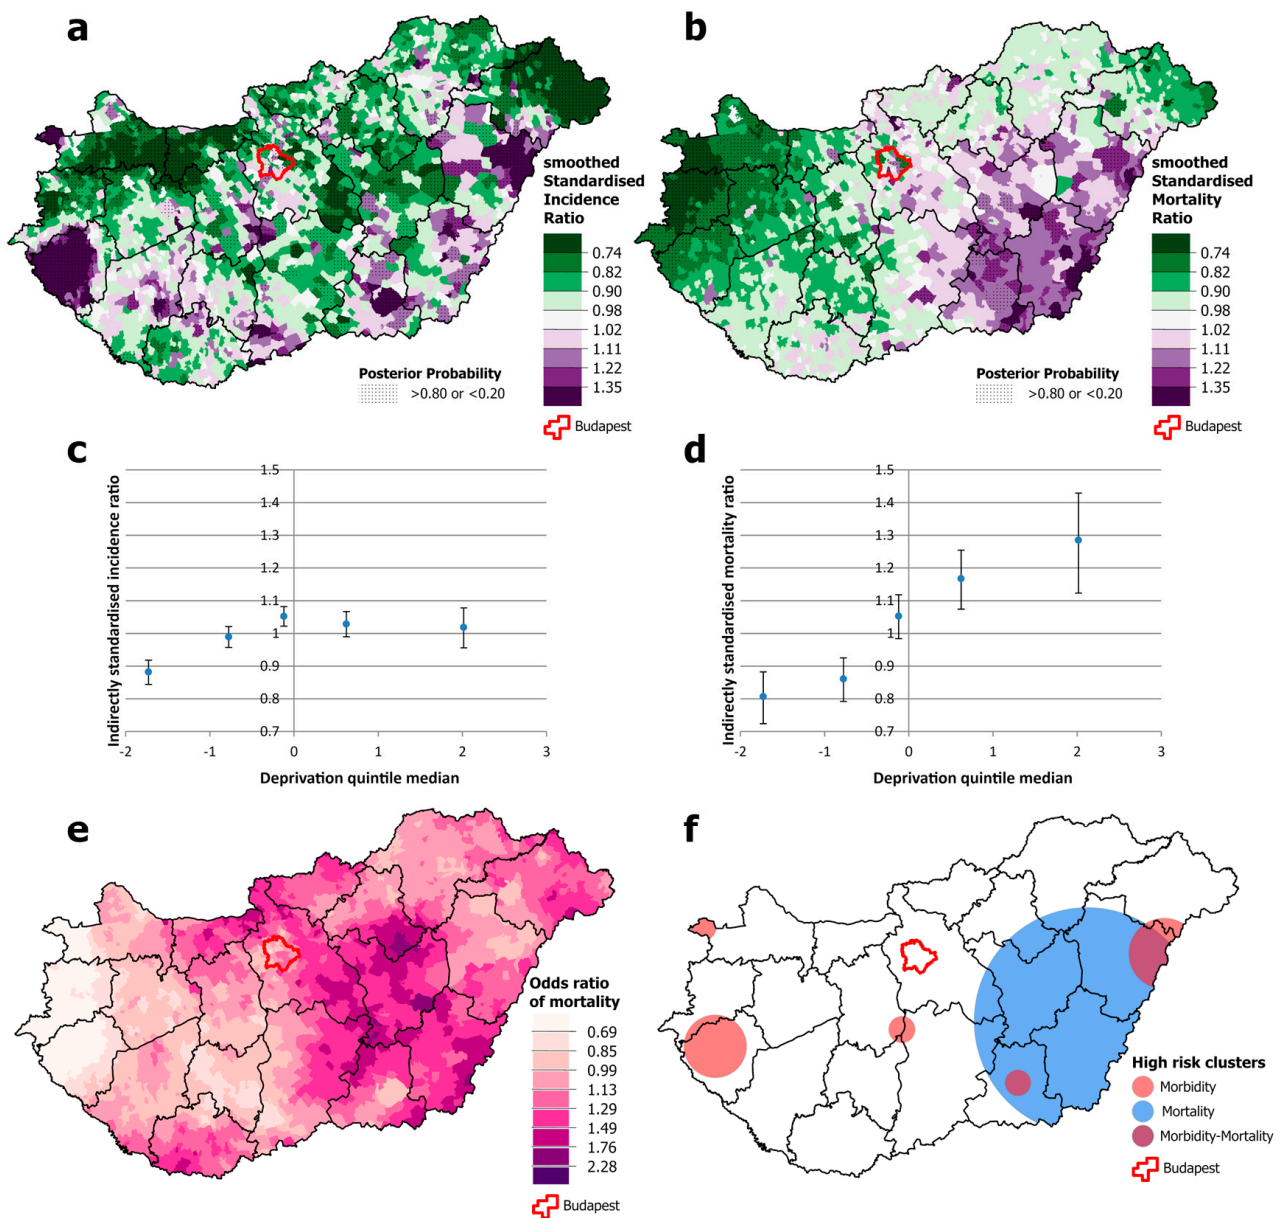 a
smoothed
Standardised
Incidence
Ratio
0.74
0.82
0.90
0.98
1.02
1.11
1.22
1.35
Posterior Probability
>0.80 or <0.20
Budapest
b
smoothed
Standardised
Mortality
Ratio
0.74
0.82
0.90
0.98
1.02
1.11
1.22
1.35
Posterior Probability
>0.80 or <0.20
Budapest
c
Indirectly standardised incidence ratio
1.5
1.4
1.3
1.2
1.1
1
0.9
0.8
0.7
-2
-1
0
1
2
3
Deprivation quintile median
d
Indirectly standardised mortality ratio
1.5
1.4
1.3
1.2
1.1
1
0.9
0.8
0.7
-2
-1
0
1
2
3
Deprivation quintile median
e
Odds ratio
of mortality
0.69
0.85
0.99
1.13
1.29
1.49
1.76
2.28
Budapest
f
High risk clusters
Morbidity
Mortality
Morbidity-Mortality
Budapest